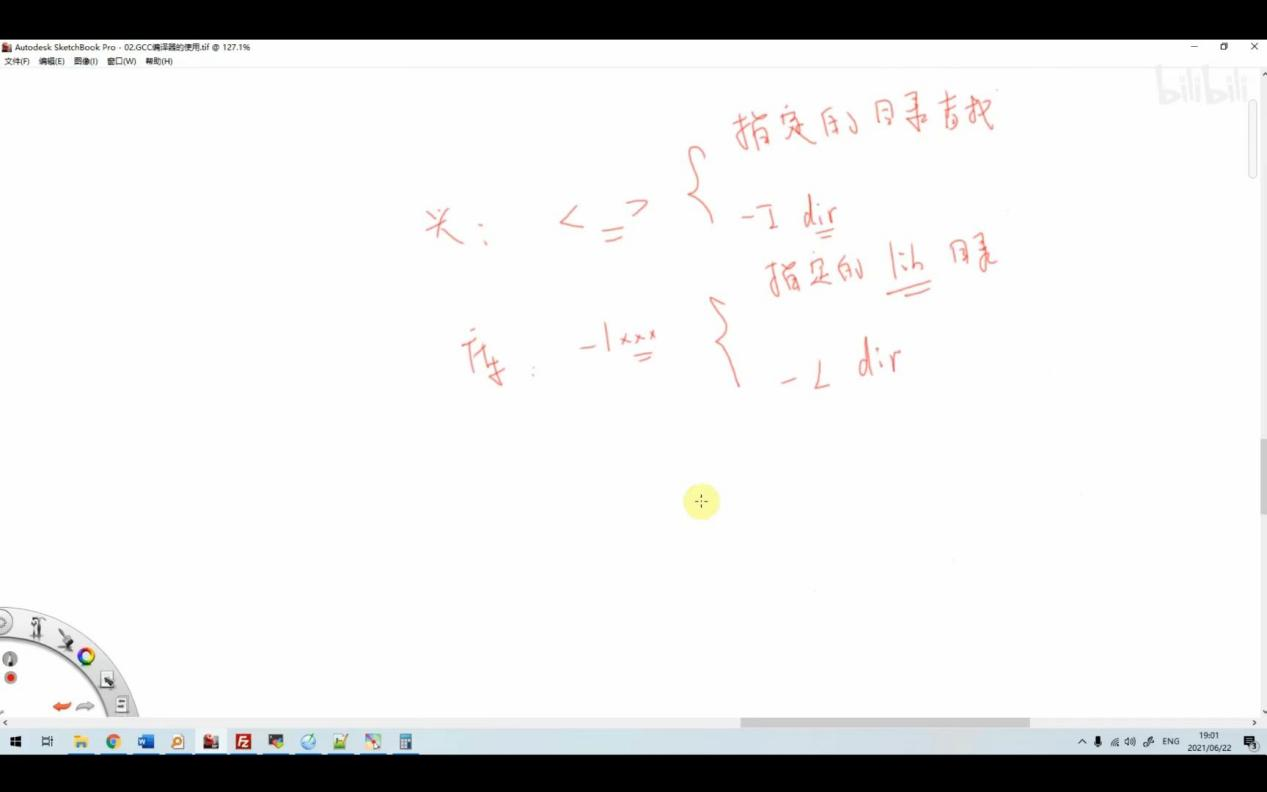 Autodesk SketchBook Pro - 02.GCC编译器的使用.tif @ 127.1%
文件(F) 编辑(E) 图像(I) 窗口(W) 帮助(H)
bilibili
指定的目录查找
头： < >
-I dir
指定的 lib 目录
库： -lxxx
-L dir
ENG
19:01
2021/06/22
3